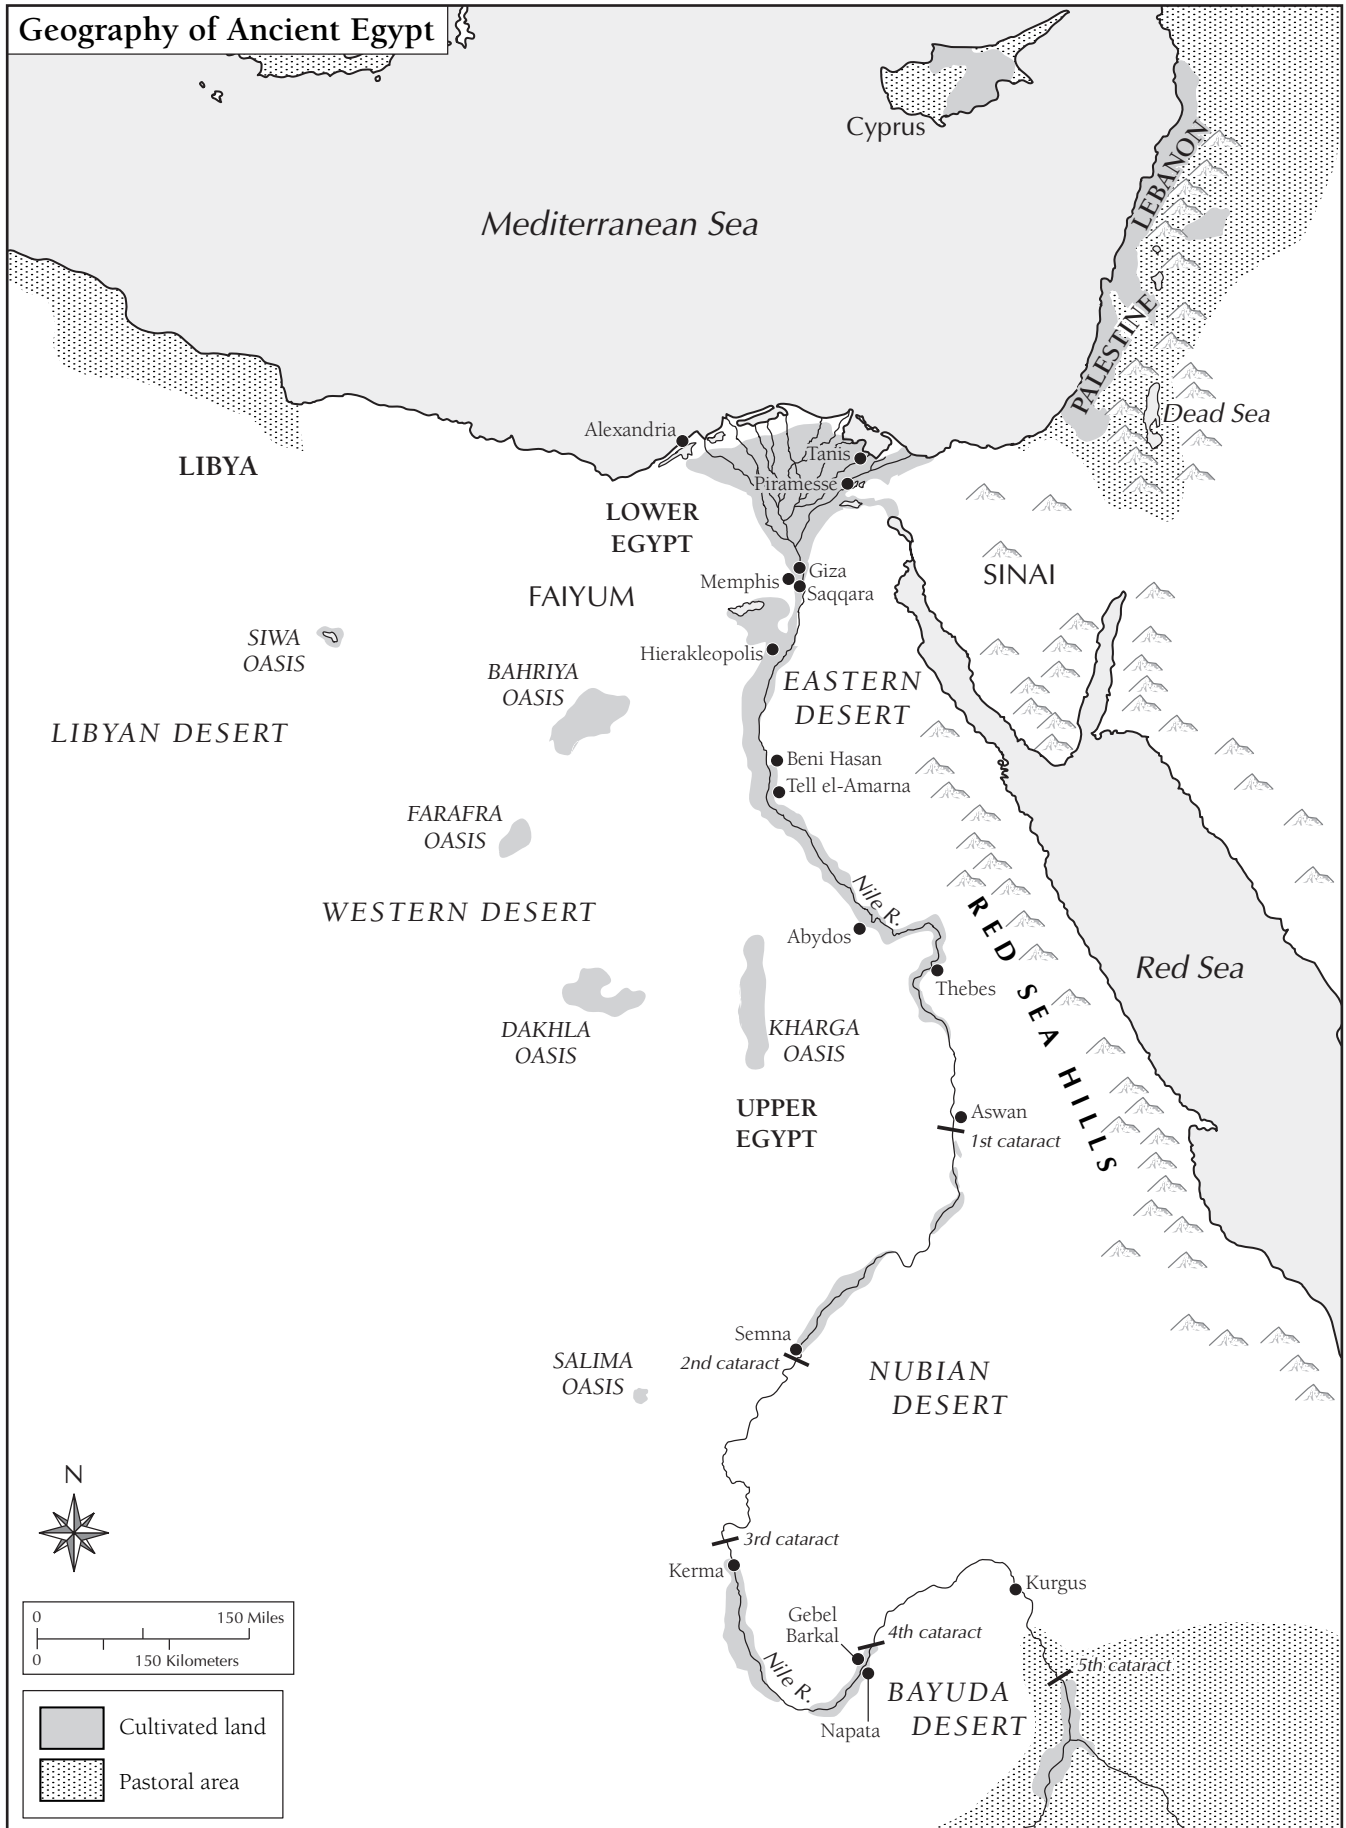 Geography of Ancient Egypt
Cyprus
LEBANON
Mediterranean Sea
PALESTINE
Dead Sea
Alexandria
Tanis
LIBYA
Piramesse
LOWER
EGYPT
Giza
SINAI
Memphis
Saqqara
FAIYUM
SIWA
OASIS
Hierakleopolis
BAHRIYA
OASIS
EASTERN
DESERT
LIBYAN DESERT
Beni Hasan
Tell el-Amarna
FARAFRA
OASIS
Nile R.
WESTERN DESERT
RED SEA HILLS
Abydos
Red Sea
Thebes
DAKHLA
OASIS
KHARGA
OASIS
UPPER
EGYPT
Aswan
1st cataract
Semna
2nd cataract
SALIMA
OASIS
NUBIAN
DESERT
N
3rd cataract
Kerma
Kurgus
Gebel
Barkal
4th cataract
5th cataract
Nile R.
BAYUDA
DESERT
Napata
0 150 Miles
0 150 Kilometers
Cultivated land
Pastoral area